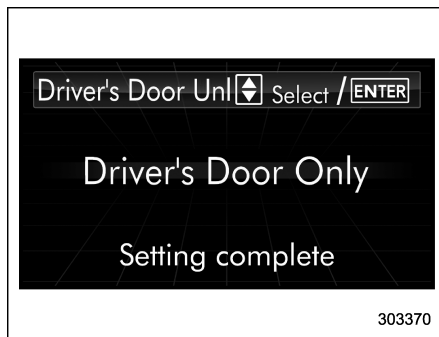 Driver's Door Unl Select / ENTER
Driver's Door Only
Setting complete
303370